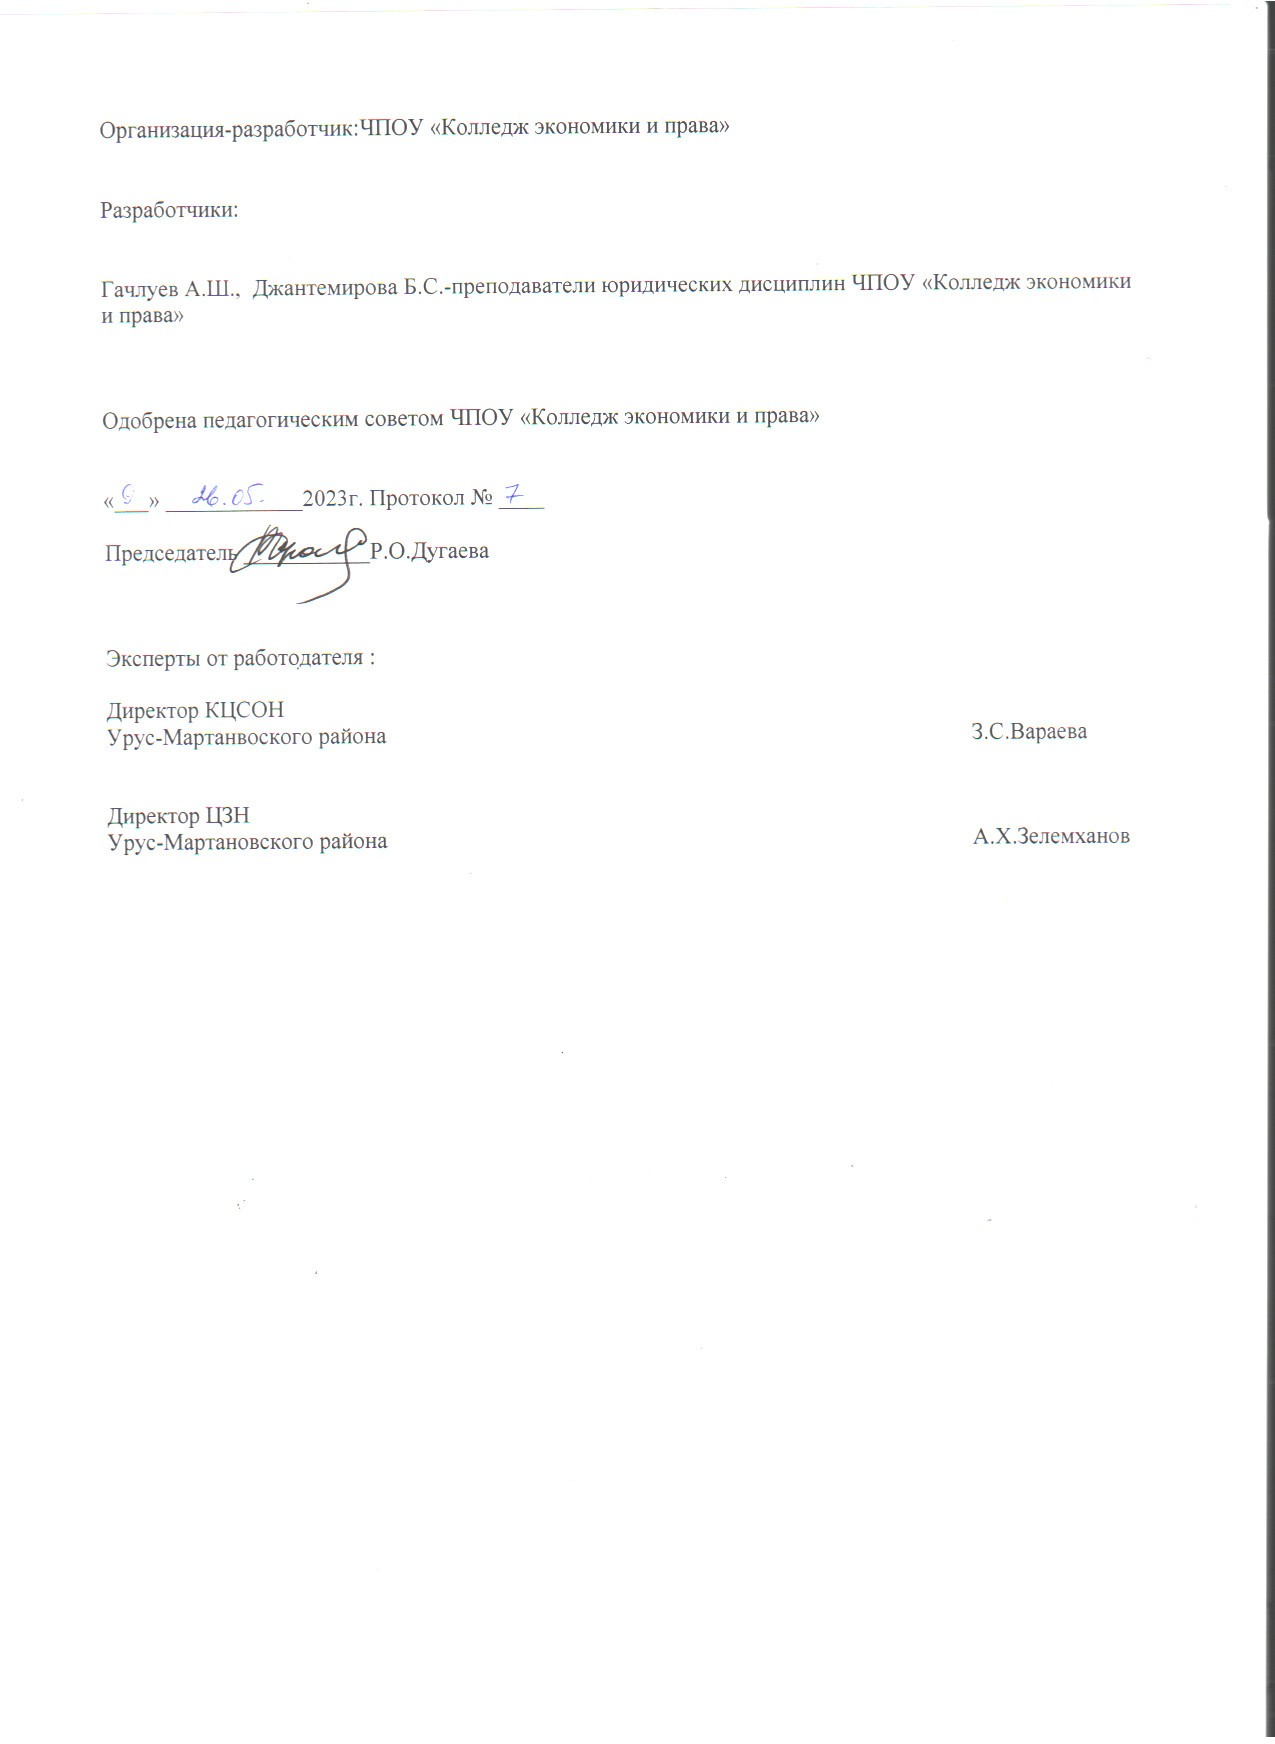 Организация-разработчик:ЧПОУ «Колледж экономики и права»
Разработчики:
Гачлуев А.Ш., Джантемирова Б.С.-преподаватели юридических дисциплин ЧПОУ «Колледж экономики
и права»
Одобрена педагогическим советом ЧПОУ «Колледж экономики и права»
«___» 26.05. 2023г. Протокол № 7
Председатель ___________Р.О.Дугаева
Эксперты от работодателя :
Директор КЦСОН
Урус-Мартанвоского района З.С.Вараева
Директор ЦЗН
Урус-Мартановского района А.Х.Зелемханов